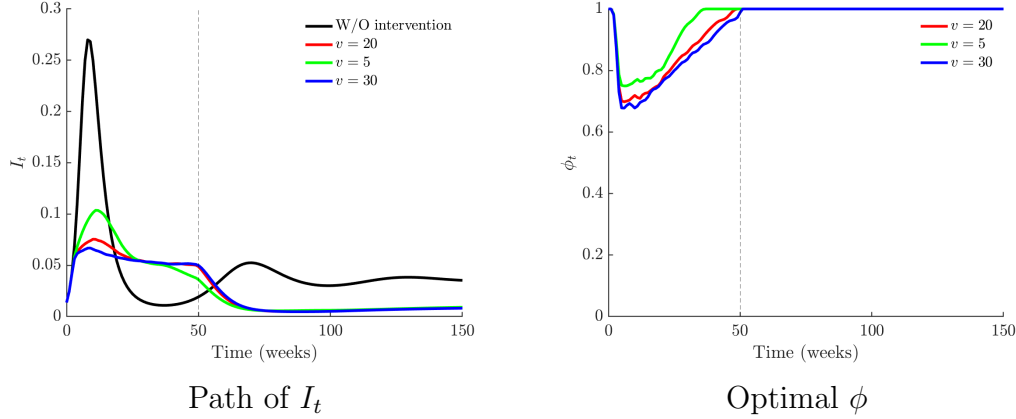 0.3
0.25
0.2
0.15
0.1
0.05
0
I_t
0
50
100
150
Time (weeks)
W/O intervention
v = 20
v = 5
v = 30
Path of I_t
1
0.8
0.6
0.4
0.2
0
ϕ_t
0
50
100
150
Time (weeks)
v = 20
v = 5
v = 30
Optimal ϕ